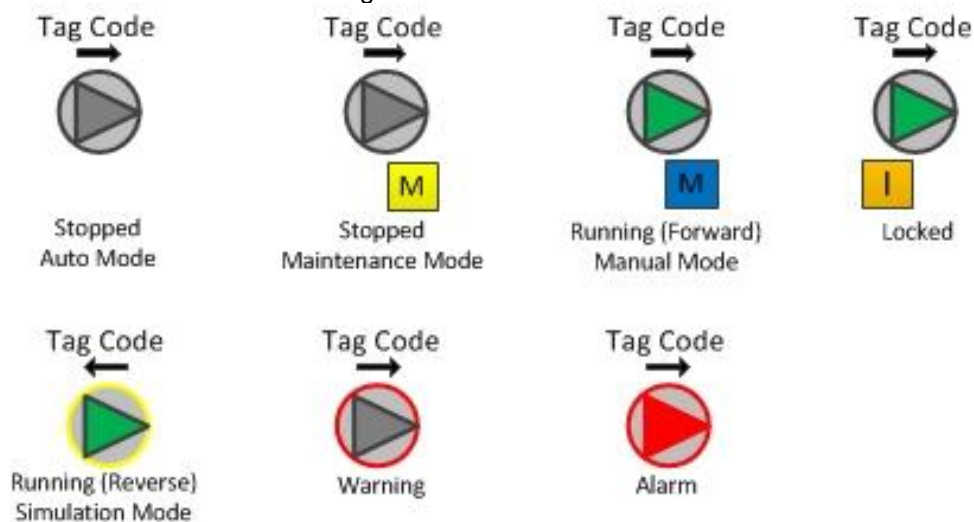 Tag Code Tag Code Tag Code Tag Code
M M I
Stopped Stopped Running (Forward) Locked
Auto Mode Maintenance Mode Manual Mode
Tag Code Tag Code Tag Code
Running (Reverse) Warning Alarm
Simulation Mode